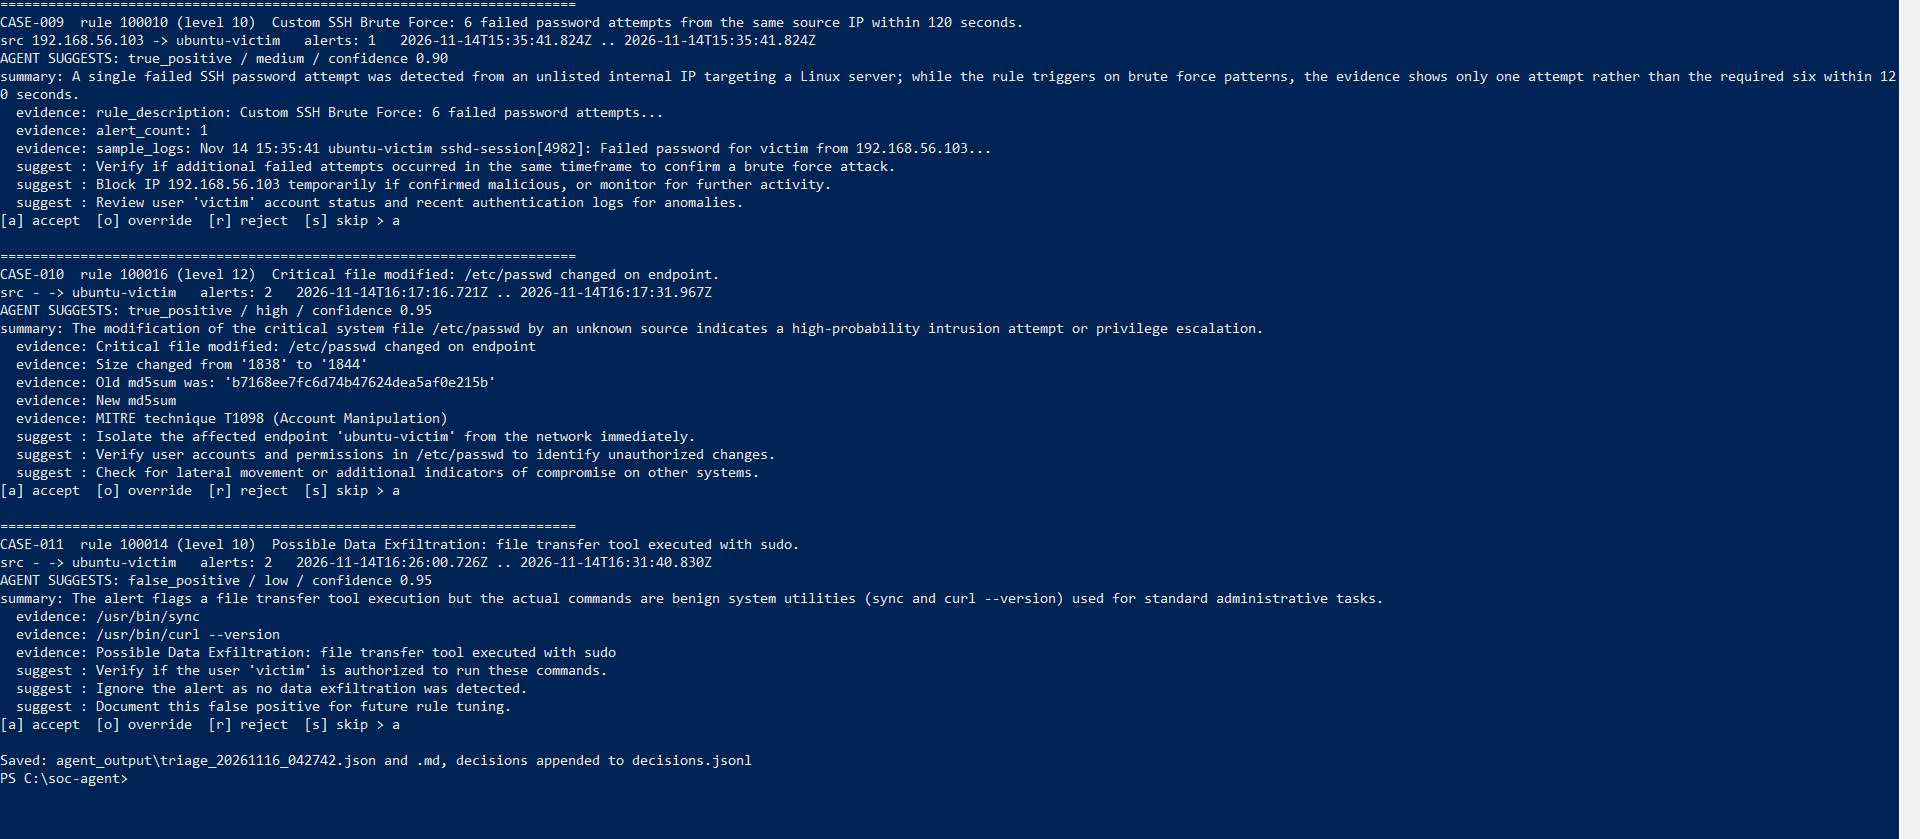 ========================================================================
CASE-009  rule 100010 (level 10)  Custom SSH Brute Force: 6 failed password attempts from the same source IP within 120 seconds.
src 192.168.56.103 -> ubuntu-victim   alerts: 1   2026-11-14T15:35:41.824Z .. 2026-11-14T15:35:41.824Z
AGENT SUGGESTS: true_positive / medium / confidence 0.90
summary: A single failed SSH password attempt was detected from an unlisted internal IP targeting a Linux server; while the rule triggers on brute force patterns, the evidence shows only one attempt rather than the required six within 12
0 seconds.
  evidence: rule_description: Custom SSH Brute Force: 6 failed password attempts...
  evidence: alert_count: 1
  evidence: sample_logs: Nov 14 15:35:41 ubuntu-victim sshd-session[4982]: Failed password for victim from 192.168.56.103...
  suggest : Verify if additional failed attempts occurred in the same timeframe to confirm a brute force attack.
  suggest : Block IP 192.168.56.103 temporarily if confirmed malicious, or monitor for further activity.
  suggest : Review user 'victim' account status and recent authentication logs for anomalies.
[a] accept  [o] override  [r] reject  [s] skip > a
========================================================================
CASE-010  rule 100016 (level 12)  Critical file modified: /etc/passwd changed on endpoint.
src - -> ubuntu-victim   alerts: 2   2026-11-14T16:17:16.721Z .. 2026-11-14T16:17:31.967Z
AGENT SUGGESTS: true_positive / high / confidence 0.95
summary: The modification of the critical system file /etc/passwd by an unknown source indicates a high-probability intrusion attempt or privilege escalation.
  evidence: Critical file modified: /etc/passwd changed on endpoint
  evidence: Size changed from '1838' to '1844'
  evidence: Old md5sum was: 'b7168ee7fc6d74b47624dea5af0e215b'
  evidence: New md5sum
  evidence: MITRE technique T1098 (Account Manipulation)
  suggest : Isolate the affected endpoint 'ubuntu-victim' from the network immediately.
  suggest : Verify user accounts and permissions in /etc/passwd to identify unauthorized changes.
  suggest : Check for lateral movement or additional indicators of compromise on other systems.
[a] accept  [o] override  [r] reject  [s] skip > a
========================================================================
CASE-011  rule 100014 (level 10)  Possible Data Exfiltration: file transfer tool executed with sudo.
src - -> ubuntu-victim   alerts: 2   2026-11-14T16:26:00.726Z .. 2026-11-14T16:31:40.830Z
AGENT SUGGESTS: false_positive / low / confidence 0.95
summary: The alert flags a file transfer tool execution but the actual commands are benign system utilities (sync and curl --version) used for standard administrative tasks.
  evidence: /usr/bin/sync
  evidence: /usr/bin/curl --version
  evidence: Possible Data Exfiltration: file transfer tool executed with sudo
  suggest : Verify if the user 'victim' is authorized to run these commands.
  suggest : Ignore the alert as no data exfiltration was detected.
  suggest : Document this false positive for future rule tuning.
[a] accept  [o] override  [r] reject  [s] skip > a
Saved: agent_output\triage_20261116_042742.json and .md, decisions appended to decisions.jsonl
PS C:\soc-agent>